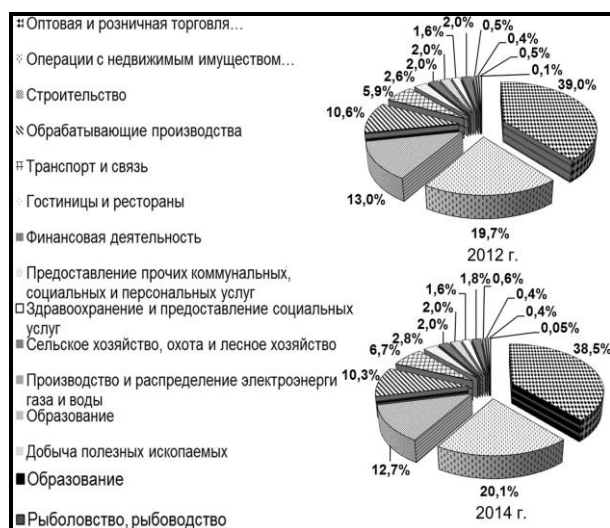 Оптовая и розничная торговля…
Операции с недвижимым имуществом…
Строительство
Обрабатывающие производства
Транспорт и связь
Гостиницы и рестораны
Финансовая деятельность
Предоставление прочих коммунальных,
социальных и персональных услуг
Здравоохранение и предоставление социальных
услуг
Сельское хозяйство, охота и лесное хозяйство
Производство и распределение электроэнерги
газа и воды
Образование
Добыча полезных ископаемых
Образование
Рыболовство, рыбоводство
2,0%
0,5%
1,6%
0,4%
2,0%
0,5%
2,0%
0,1%
2,6%
39,0%
5,9%
10,6%
13,0%
19,7%
2012 г.
1,8%
0,6%
1,6%
0,4%
2,0%
0,4%
2,0%
0,05%
2,8%
38,5%
6,7%
10,3%
12,7%
20,1%
2014 г.